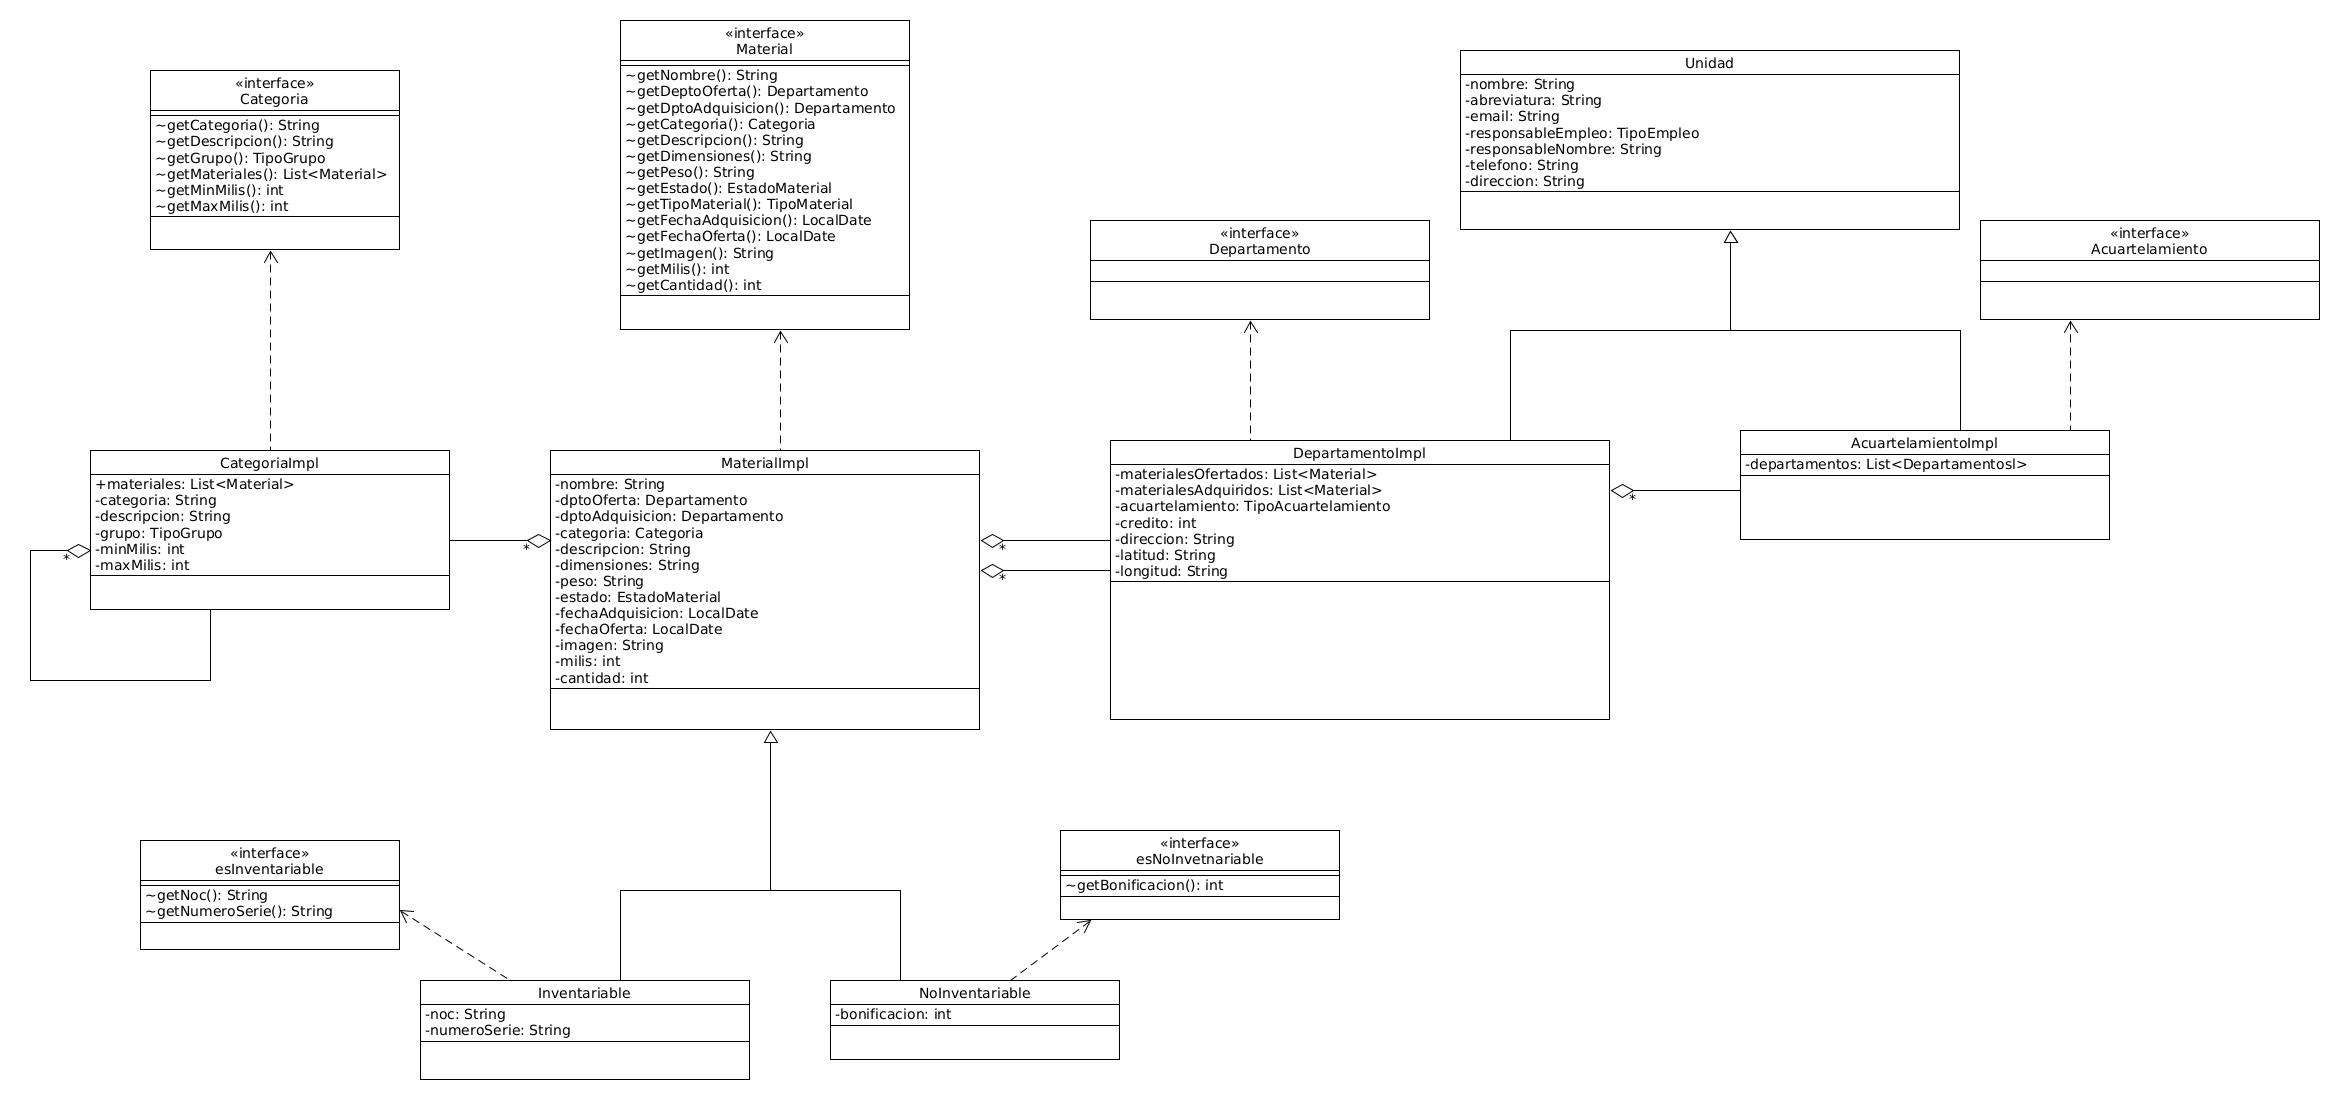 «interface»
Categoria
~getCategoria(): String
~getDescripcion(): String
~getGrupo(): TipoGrupo
~getMateriales(): List<Material>
~getMinMilis(): int
~getMaxMilis(): int
«interface»
Material
~getNombre(): String
~getDeptoOferta(): Departamento
~getDptoAdquisicion(): Departamento
~getCategoria(): Categoria
~getDescripcion(): String
~getDimensiones(): String
~getPeso(): String
~getEstado(): EstadoMaterial
~getTipoMaterial(): TipoMaterial
~getFechaAdquisicion(): LocalDate
~getFechaOferta(): LocalDate
~getImagen(): String
~getMilis(): int
~getCantidad(): int
Unidad
-nombre: String
-abreviatura: String
-email: String
-responsableEmpleo: TipoEmpleo
-responsableNombre: String
-telefono: String
-direccion: String
«interface»
Departamento
«interface»
Acuartelamiento
CategoriaImpl
+materiales: List<Material>
-categoria: String
-descripcion: String
-grupo: TipoGrupo
-minMilis: int
-maxMilis: int
*
*
MaterialImpl
-nombre: String
-dptoOferta: Departamento
-dptoAdquisicion: Departamento
-categoria: Categoria
-descripcion: String
-dimensiones: String
-peso: String
-estado: EstadoMaterial
-fechaAdquisicion: LocalDate
-fechaOferta: LocalDate
-imagen: String
-milis: int
-cantidad: int
*
*
DepartamentoImpl
-materialesOfertados: List<Material>
-materialesAdquiridos: List<Material>
-acuartelamiento: TipoAcuartelamiento
-credito: int
-direccion: String
-latitud: String
-longitud: String
*
AcuartelamientoImpl
-departamentos: List<Departamentosl>
«interface»
esInventariable
~getNoc(): String
~getNumeroSerie(): String
«interface»
esNoInvetnariable
~getBonificacion(): int
Inventariable
-noc: String
-numeroSerie: String
NoInventariable
-bonificacion: int